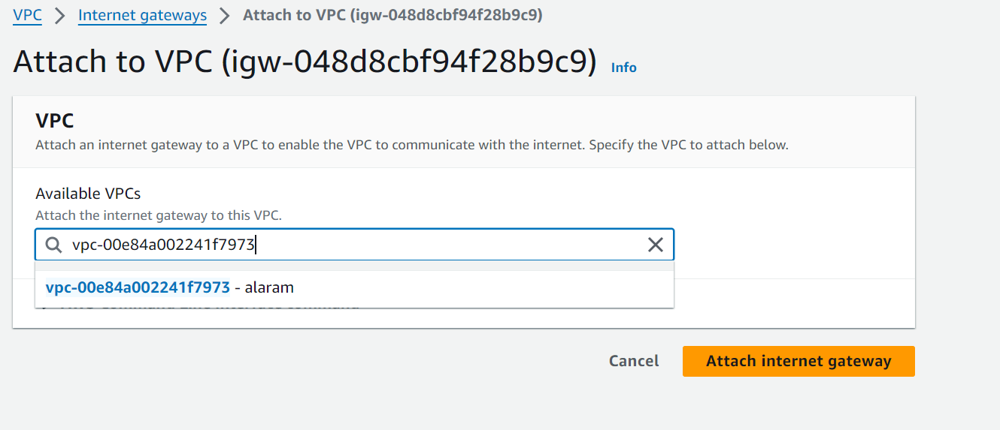 VPC > Internet gateways > Attach to VPC (igw-048d8cbf94f28b9c9)
Attach to VPC (igw-048d8cbf94f28b9c9) Info
VPC
Attach an internet gateway to a VPC to enable the VPC to communicate with the internet. Specify the VPC to attach below.
Available VPCs
Attach the internet gateway to this VPC.
vpc-00e84a002241f7973
vpc-00e84a002241f7973 - alaram
Cancel Attach internet gateway